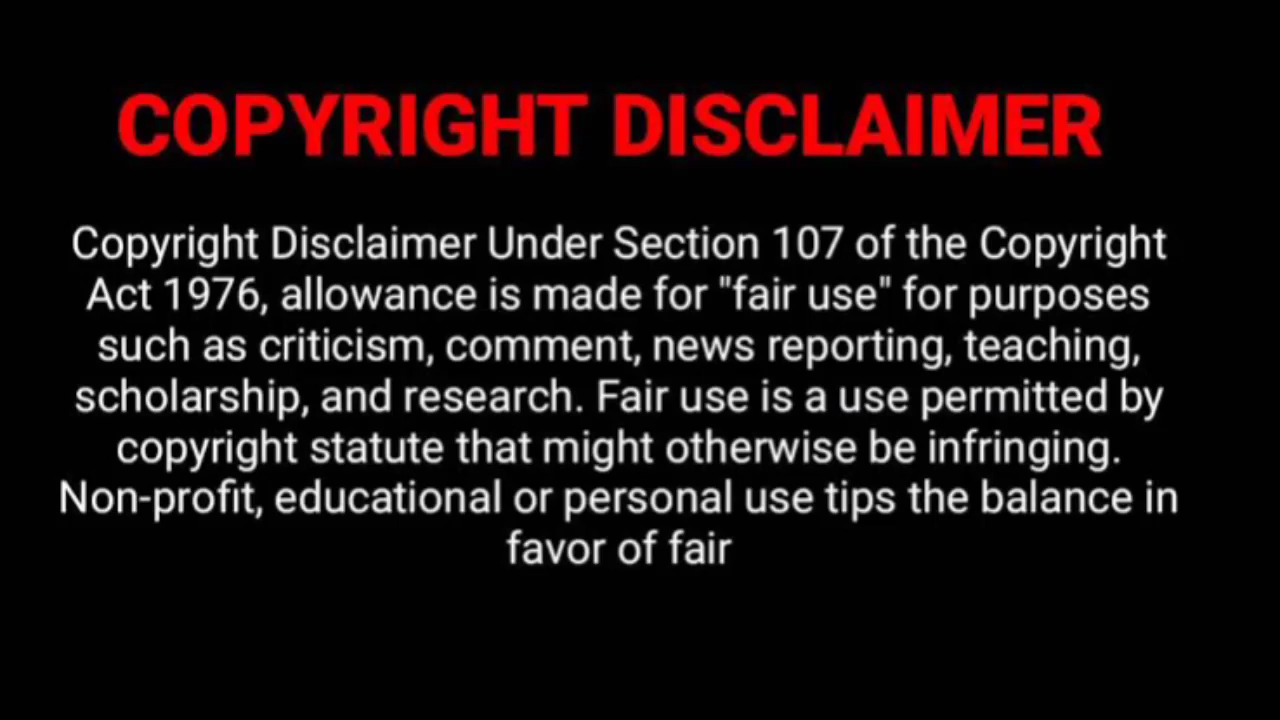 COPYRIGHT DISCLAIMER
Copyright Disclaimer Under Section 107 of the Copyright
Act 1976, allowance is made for "fair use" for purposes
such as criticism, comment, news reporting, teaching,
scholarship, and research. Fair use is a use permitted by
copyright statute that might otherwise be infringing.
Non-profit, educational or personal use tips the balance in
favor of fair